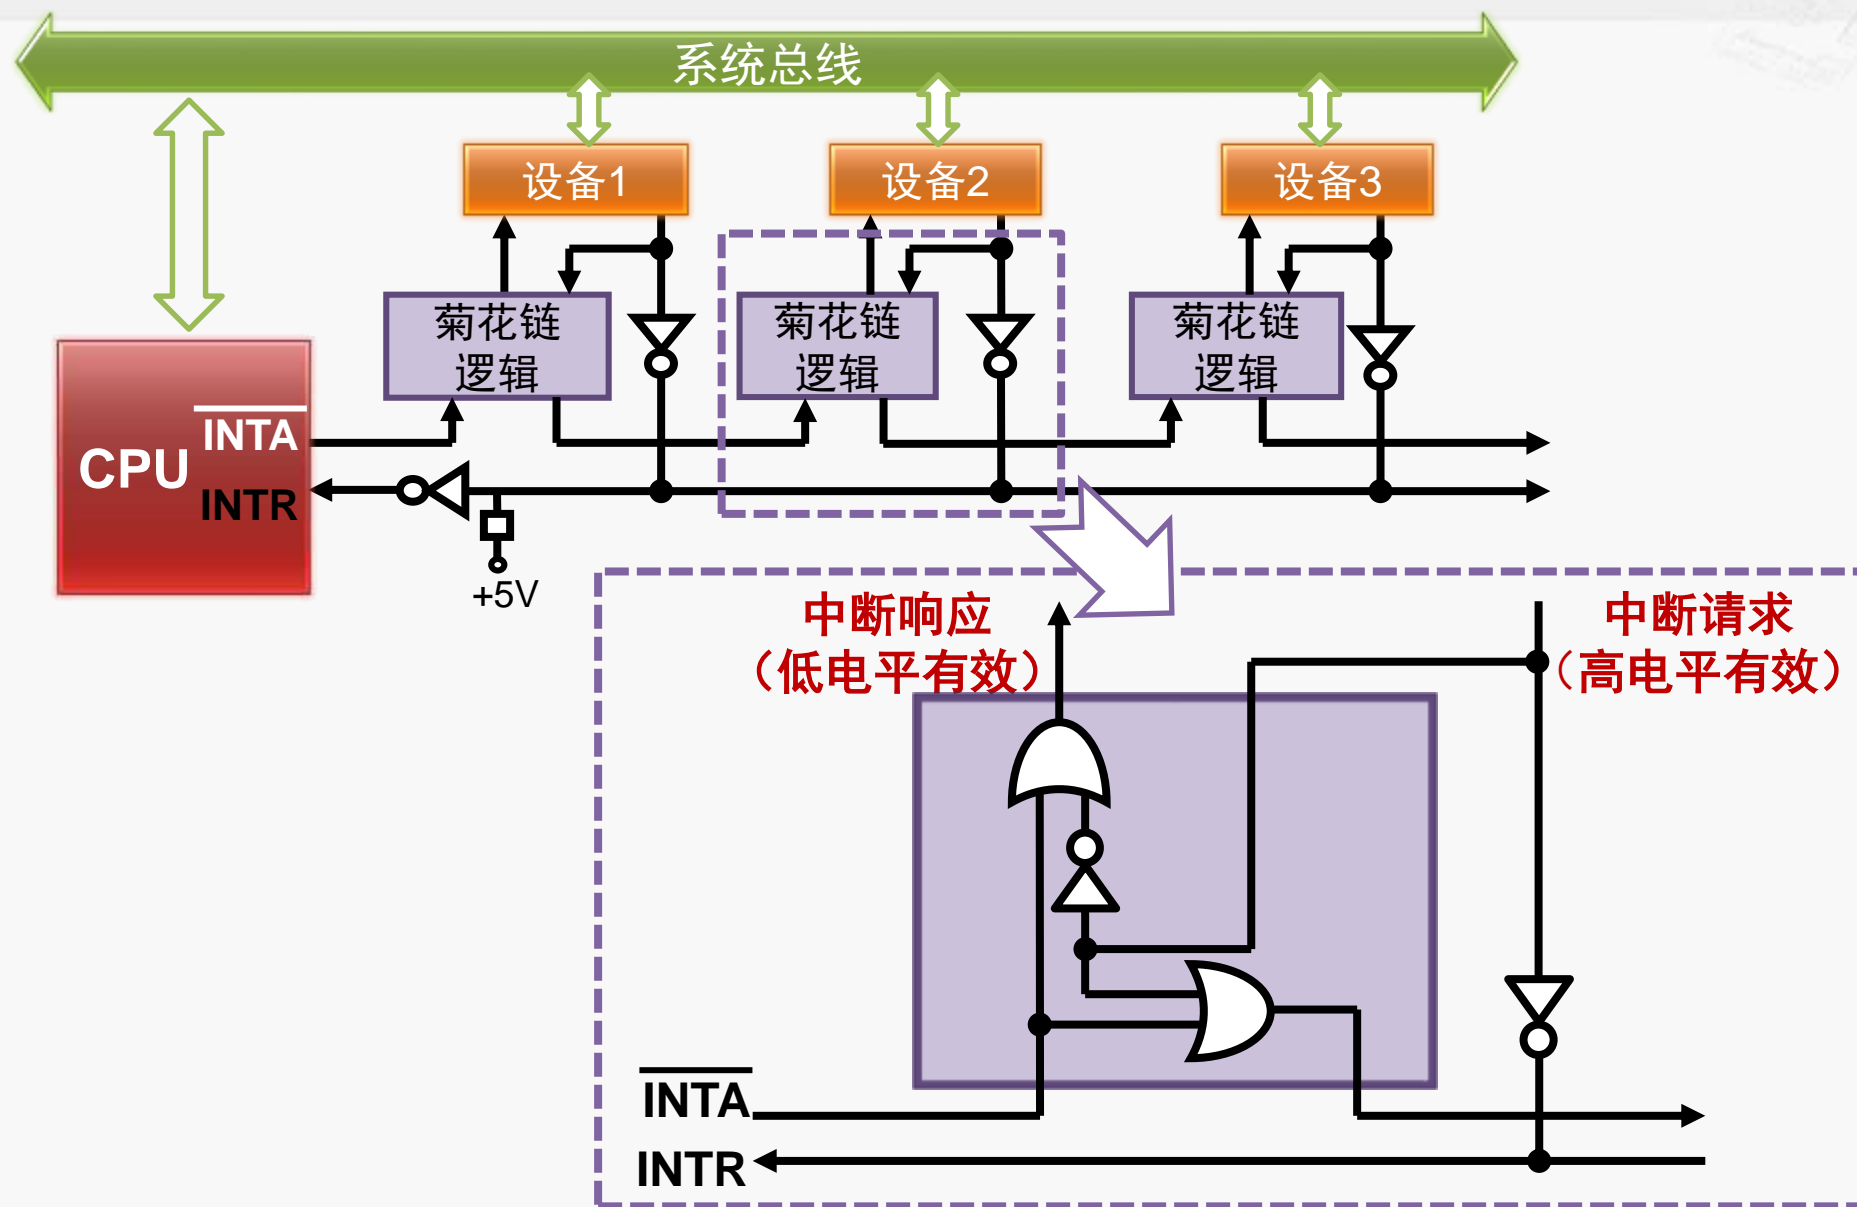 系统总线
设备1
设备2
设备3
菊花链
逻辑
菊花链
逻辑
菊花链
逻辑
CPU
INTA
INTR
+5V
中断响应
（低电平有效）
中断请求
（高电平有效）
INTA
INTR